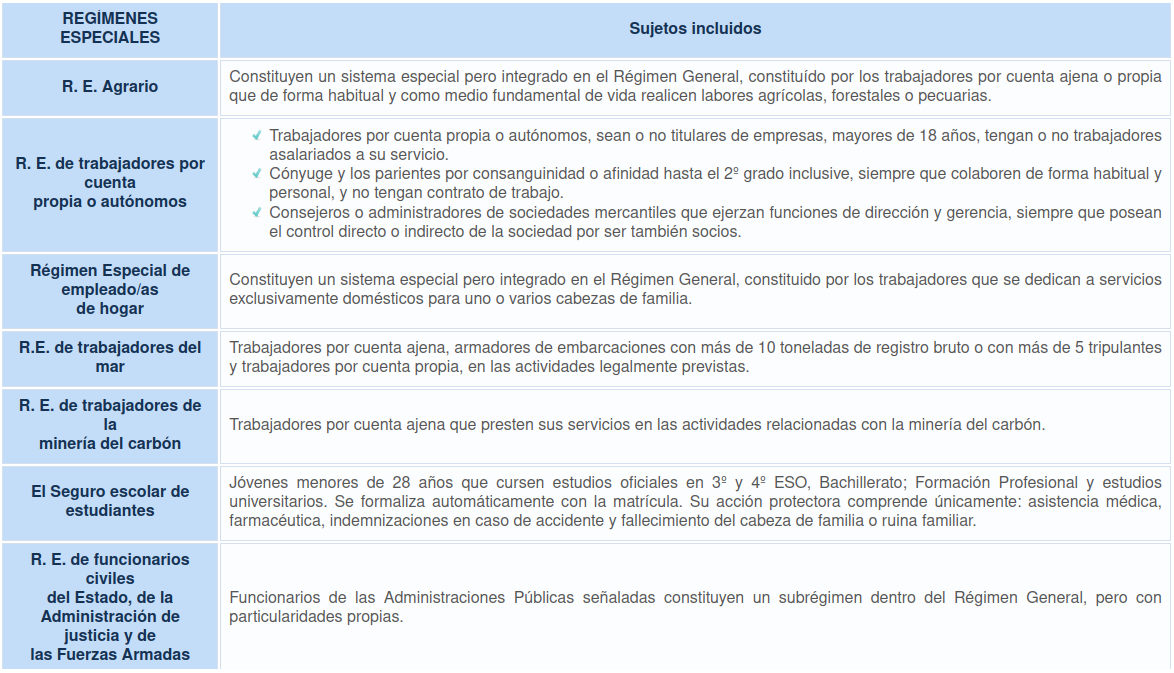 REGÍMENES
ESPECIALES
Sujetos incluidos
R. E. Agrario
Constituyen un sistema especial pero integrado en el Régimen General, constituído por los trabajadores por cuenta ajena o propia
que de forma habitual y como medio fundamental de vida realicen labores agrícolas, forestales o pecuarias.
R. E. de trabajadores por
cuenta
propia o autónomos
Trabajadores por cuenta propia o autónomos, sean o no titulares de empresas, mayores de 18 años, tengan o no trabajadores
asalariados a su servicio.
Cónyuge y los parientes por consanguinidad o afinidad hasta el 2º grado inclusive, siempre que colaboren de forma habitual y
personal, y no tengan contrato de trabajo.
Consejeros o administradores de sociedades mercantiles que ejerzan funciones de dirección y gerencia, siempre que posean
el control directo o indirecto de la sociedad por ser también socios.
Régimen Especial de
empleado/as
de hogar
Constituyen un sistema especial pero integrado en el Régimen General, constituido por los trabajadores que se dedican a servicios
exclusivamente domésticos para uno o varios cabezas de familia.
R.E. de trabajadores del
mar
Trabajadores por cuenta ajena, armadores de embarcaciones con más de 10 toneladas de registro bruto o con más de 5 tripulantes
y trabajadores por cuenta propia, en las actividades legalmente previstas.
R. E. de trabajadores de
la
minería del carbón
Trabajadores por cuenta ajena que presten sus servicios en las actividades relacionadas con la minería del carbón.
El Seguro escolar de
estudiantes
Jóvenes menores de 28 años que cursen estudios oficiales en 3º y 4º ESO, Bachillerato; Formación Profesional y estudios
universitarios. Se formaliza automáticamente con la matrícula. Su acción protectora comprende únicamente: asistencia médica,
farmacéutica, indemnizaciones en caso de accidente y fallecimiento del cabeza de familia o ruina familiar.
R. E. de funcionarios
civiles
del Estado, de la
Administración de
justicia y de
las Fuerzas Armadas
Funcionarios de las Administraciones Públicas señaladas constituyen un subrégimen dentro del Régimen General, pero con
particularidades propias.